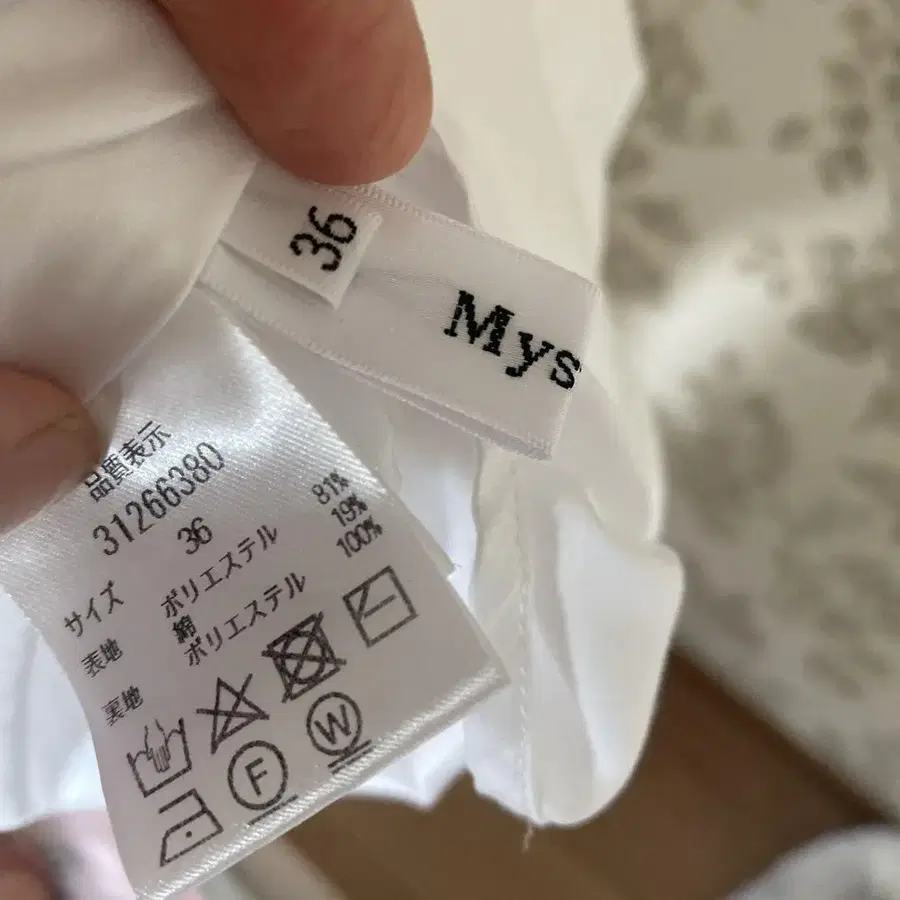 36
Mys
品質表示
31266380
サイズ 36
表地 ポリエステル 81%
綿 19%
裏地 ポリエステル 100%
F
W